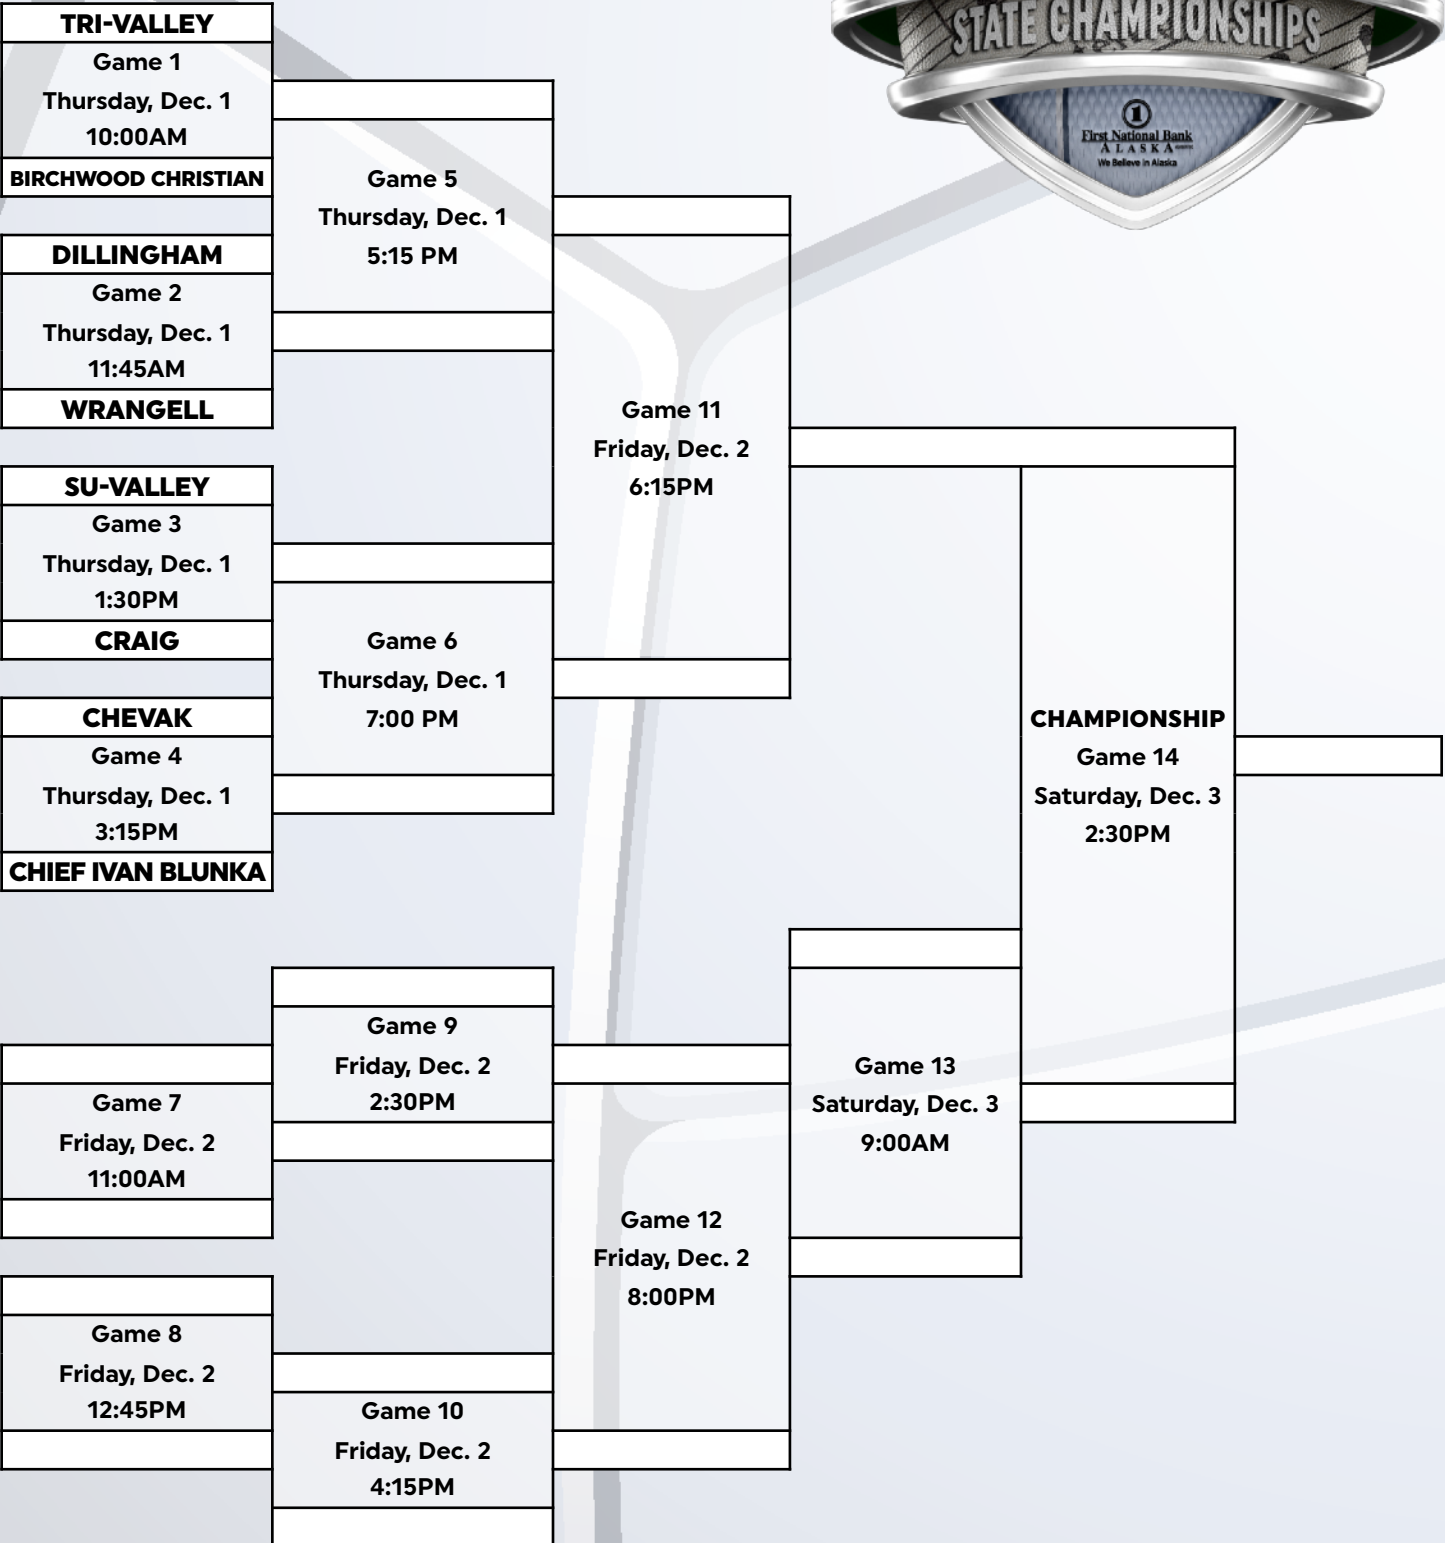 STATE CHAMPIONSHIPS
1
First National Bank
ALASKA
We Believe in Alaska
TRI-VALLEY
Game 1
Thursday, Dec. 1
10:00AM
BIRCHWOOD CHRISTIAN
DILLINGHAM
Game 2
Thursday, Dec. 1
11:45AM
WRANGELL
SU-VALLEY
Game 3
Thursday, Dec. 1
1:30PM
CRAIG
CHEVAK
Game 4
Thursday, Dec. 1
3:15PM
CHIEF IVAN BLUNKA
Game 5
Thursday, Dec. 1
5:15 PM
Game 6
Thursday, Dec. 1
7:00 PM
Game 11
Friday, Dec. 2
6:15PM
CHAMPIONSHIP
Game 14
Saturday, Dec. 3
2:30PM
Game 7
Friday, Dec. 2
11:00AM
Game 8
Friday, Dec. 2
12:45PM
Game 9
Friday, Dec. 2
2:30PM
Game 10
Friday, Dec. 2
4:15PM
Game 12
Friday, Dec. 2
8:00PM
Game 13
Saturday, Dec. 3
9:00AM